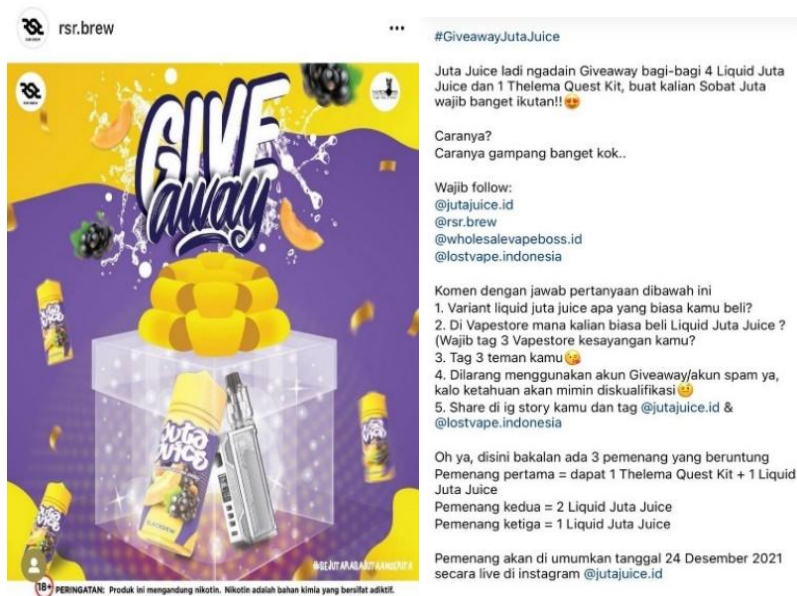 rsr.brew
GIVE
away
Juta
Juice
BLACKBREW
Juta
Juice
#SEJUTARASAJUTAANCERITA
18+ PERINGATAN: Produk ini mengandung nikotin. Nikotin adalah bahan kimia yang bersifat adiktif.
#GiveawayJutaJuice
Juta Juice ladi ngadain Giveaway bagi-bagi 4 Liquid Juta
Juice dan 1 Thelema Quest Kit, buat kalian Sobat Juta
wajib banget ikutan!!😍
Caranya?
Caranya gampang banget kok..
Wajib follow:
@jutajuice.id
@rsr.brew
@wholesalevapeboss.id
@lostvape.indonesia
Komen dengan jawab pertanyaan dibawah ini
1. Variant liquid juta juice apa yang biasa kamu beli?
2. Di Vapestore mana kalian biasa beli Liquid Juta Juice ?
(Wajib tag 3 Vapestore kesayangan kamu?
3. Tag 3 teman kamu😘
4. Dilarang menggunakan akun Giveaway/akun spam ya,
kalo ketahuan akan mimin diskualifikasi🙂
5. Share di ig story kamu dan tag @jutajuice.id &
@lostvape.indonesia
Oh ya, disini bakalan ada 3 pemenang yang beruntung
Pemenang pertama = dapat 1 Thelema Quest Kit + 1 Liquid
Juta Juice
Pemenang kedua = 2 Liquid Juta Juice
Pemenang ketiga = 1 Liquid Juta Juice
Pemenang akan di umumkan tanggal 24 Desember 2021
secara live di instagram @jutajuice.id